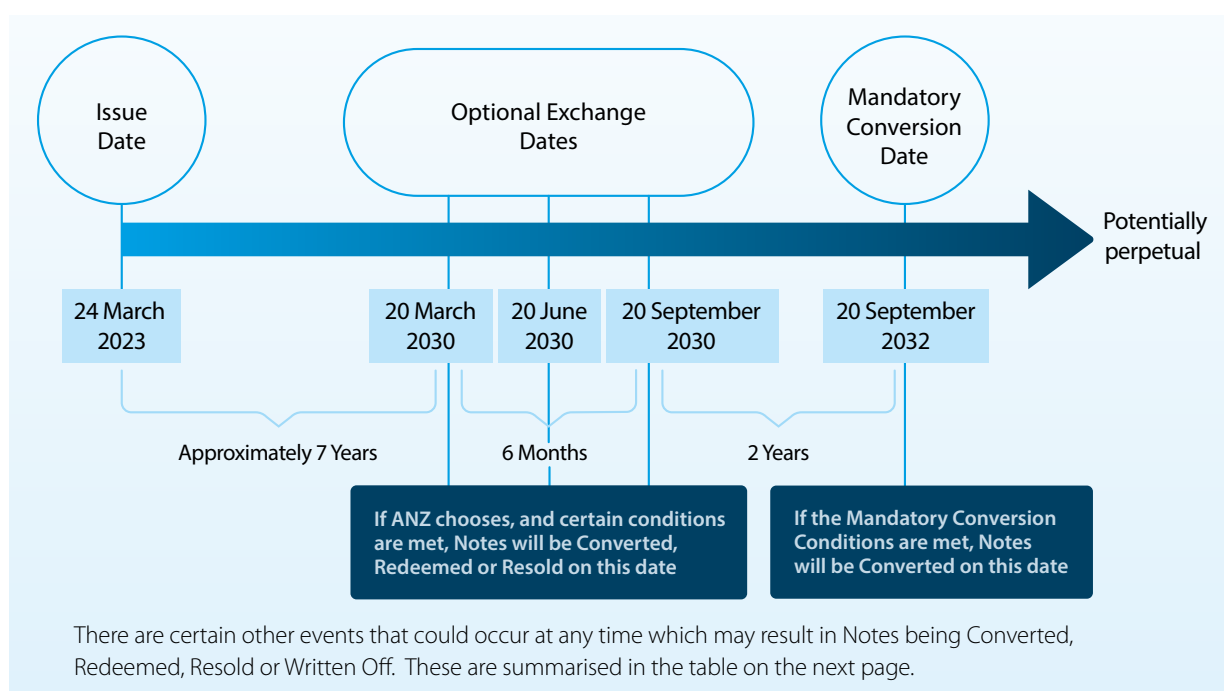 Issue
Date
Optional Exchange
Dates
Mandatory
Conversion
Date
Potentially
perpetual
24 March
2023
20 March
2030
20 June
2030
20 September
2030
20 September
2032
Approximately 7 Years
6 Months
2 Years
If ANZ chooses, and certain conditions
are met, Notes will be Converted,
Redeemed or Resold on this date
If the Mandatory Conversion
Conditions are met, Notes
will be Converted on this date
There are certain other events that could occur at any time which may result in Notes being Converted,
Redeemed, Resold or Written Off. These are summarised in the table on the next page.